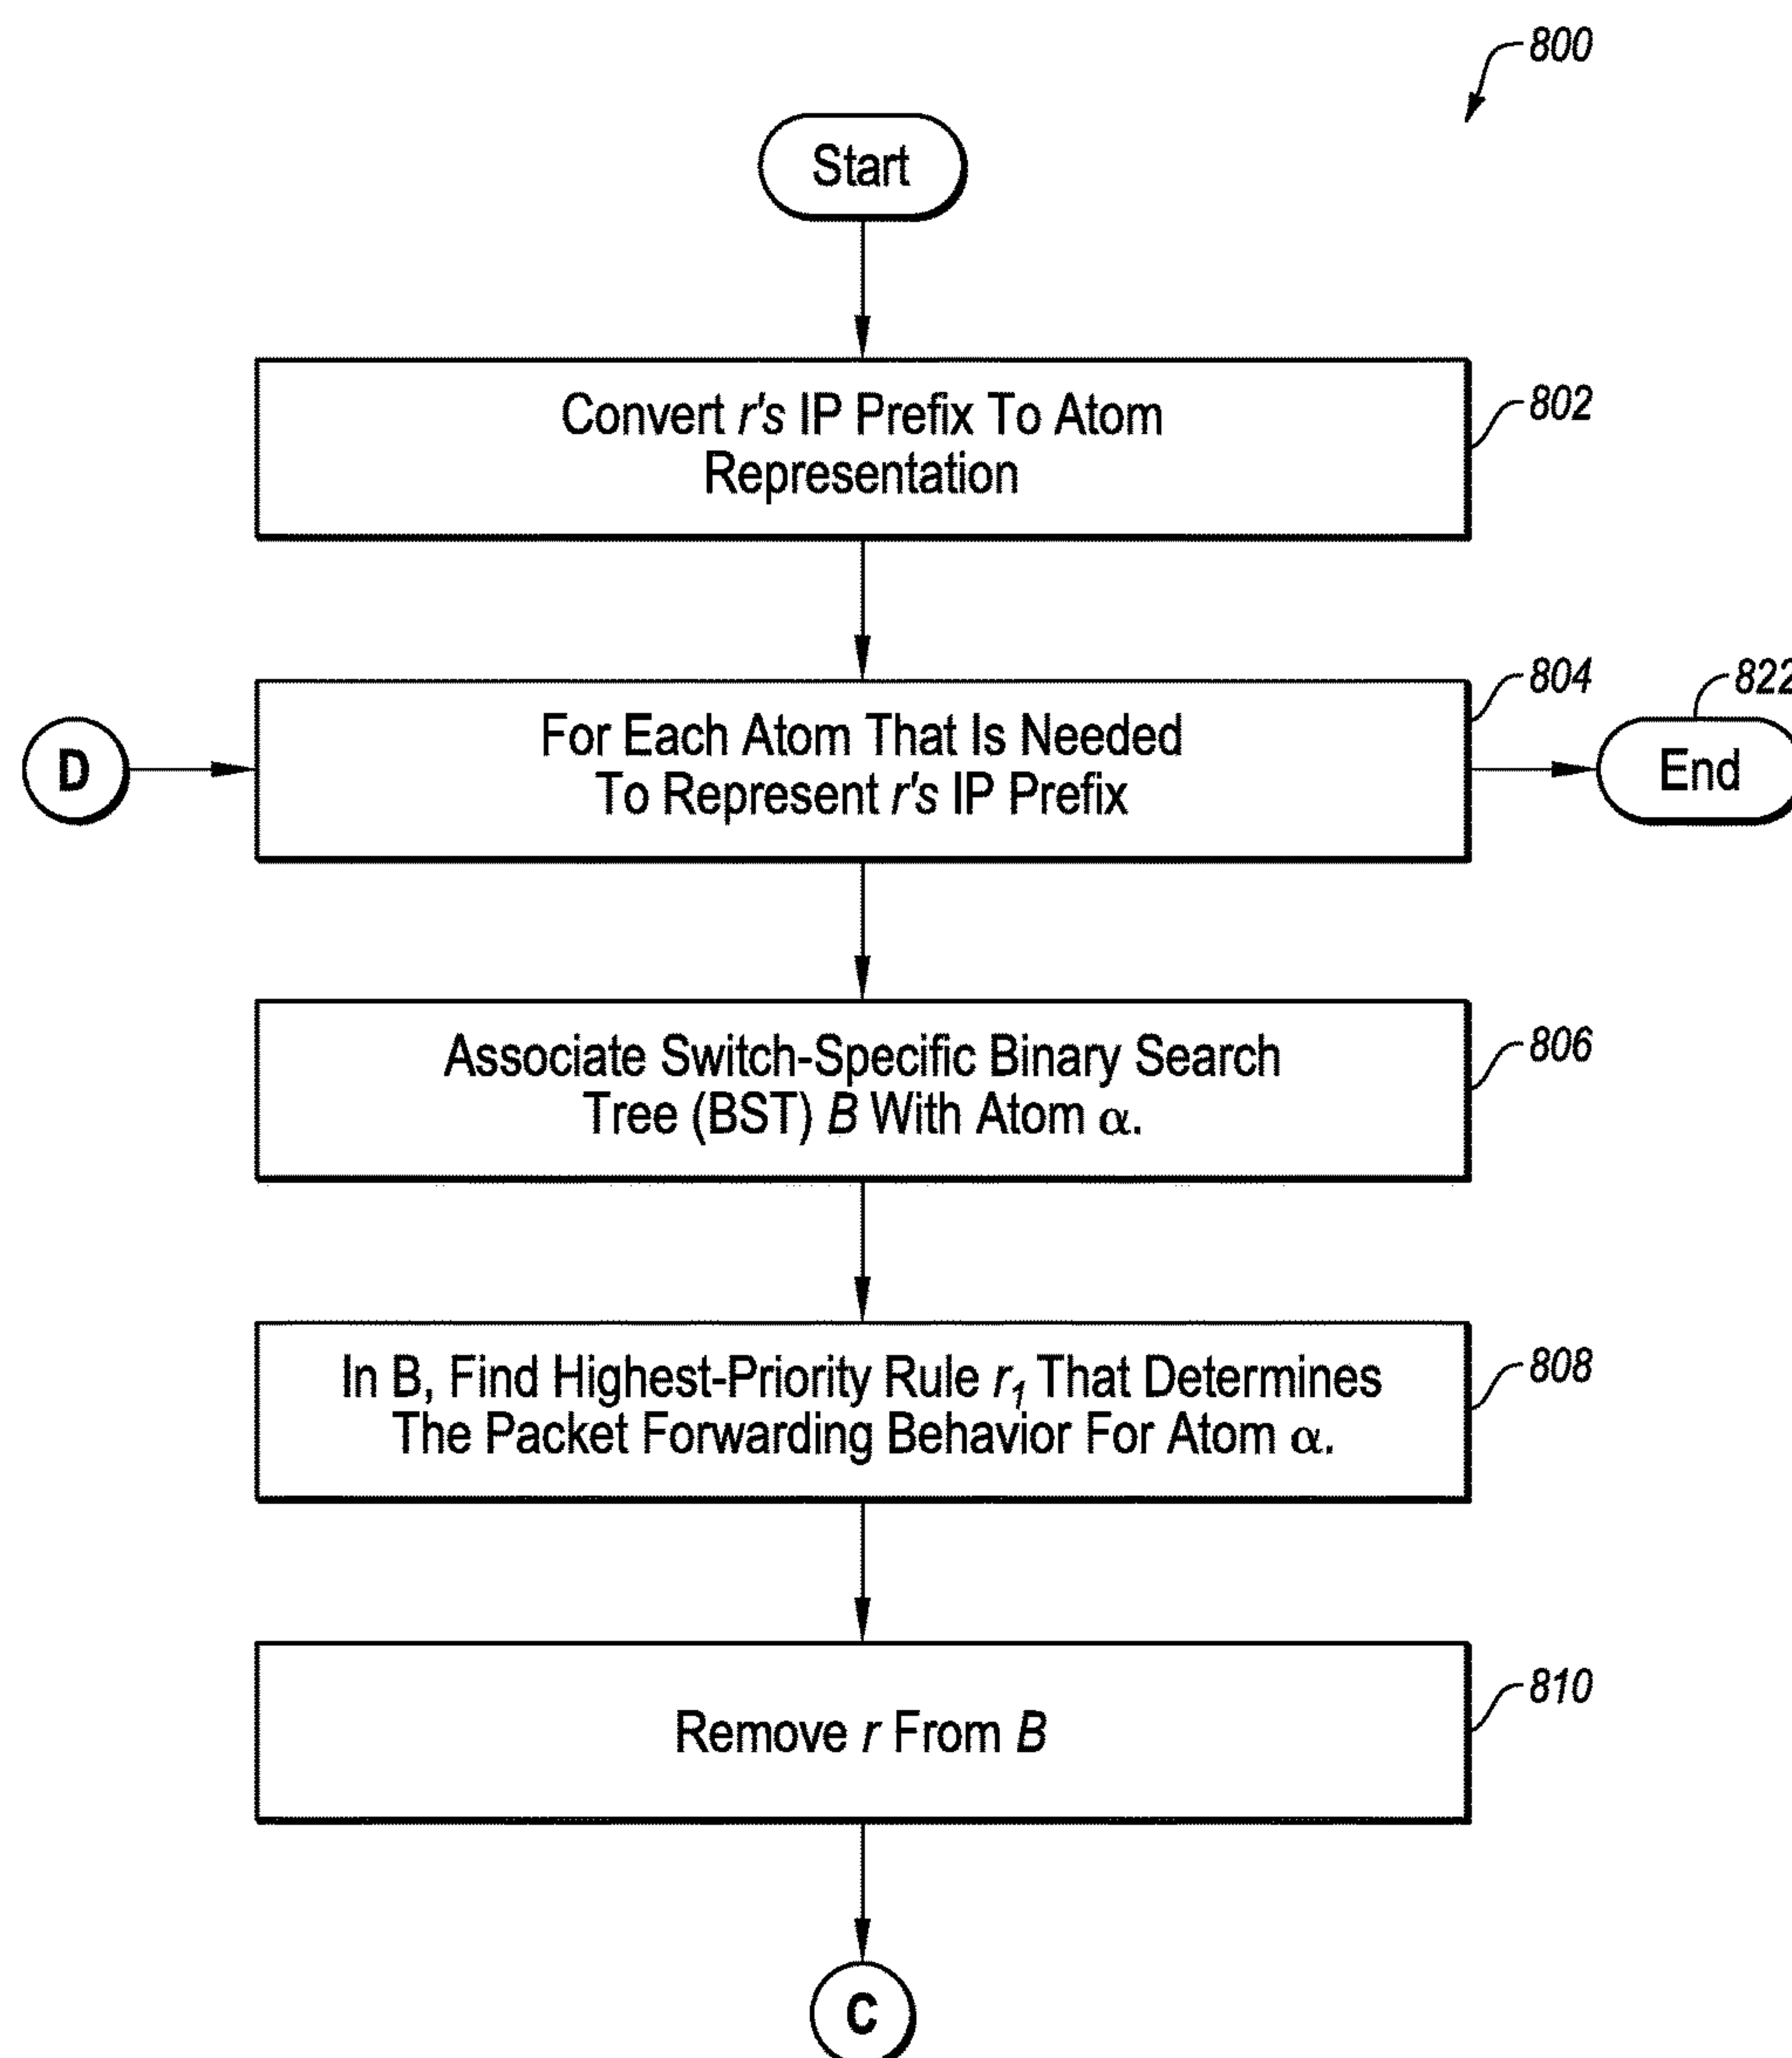 800
Start
Convert r's IP Prefix To Atom
Representation
802
For Each Atom That Is Needed
To Represent r's IP Prefix
804
822
D
End
Associate Switch-Specific Binary Search
Tree (BST) B With Atom α.
806
In B, Find Highest-Priority Rule r₁ That Determines
The Packet Forwarding Behavior For Atom α.
808
Remove r From B
810
C